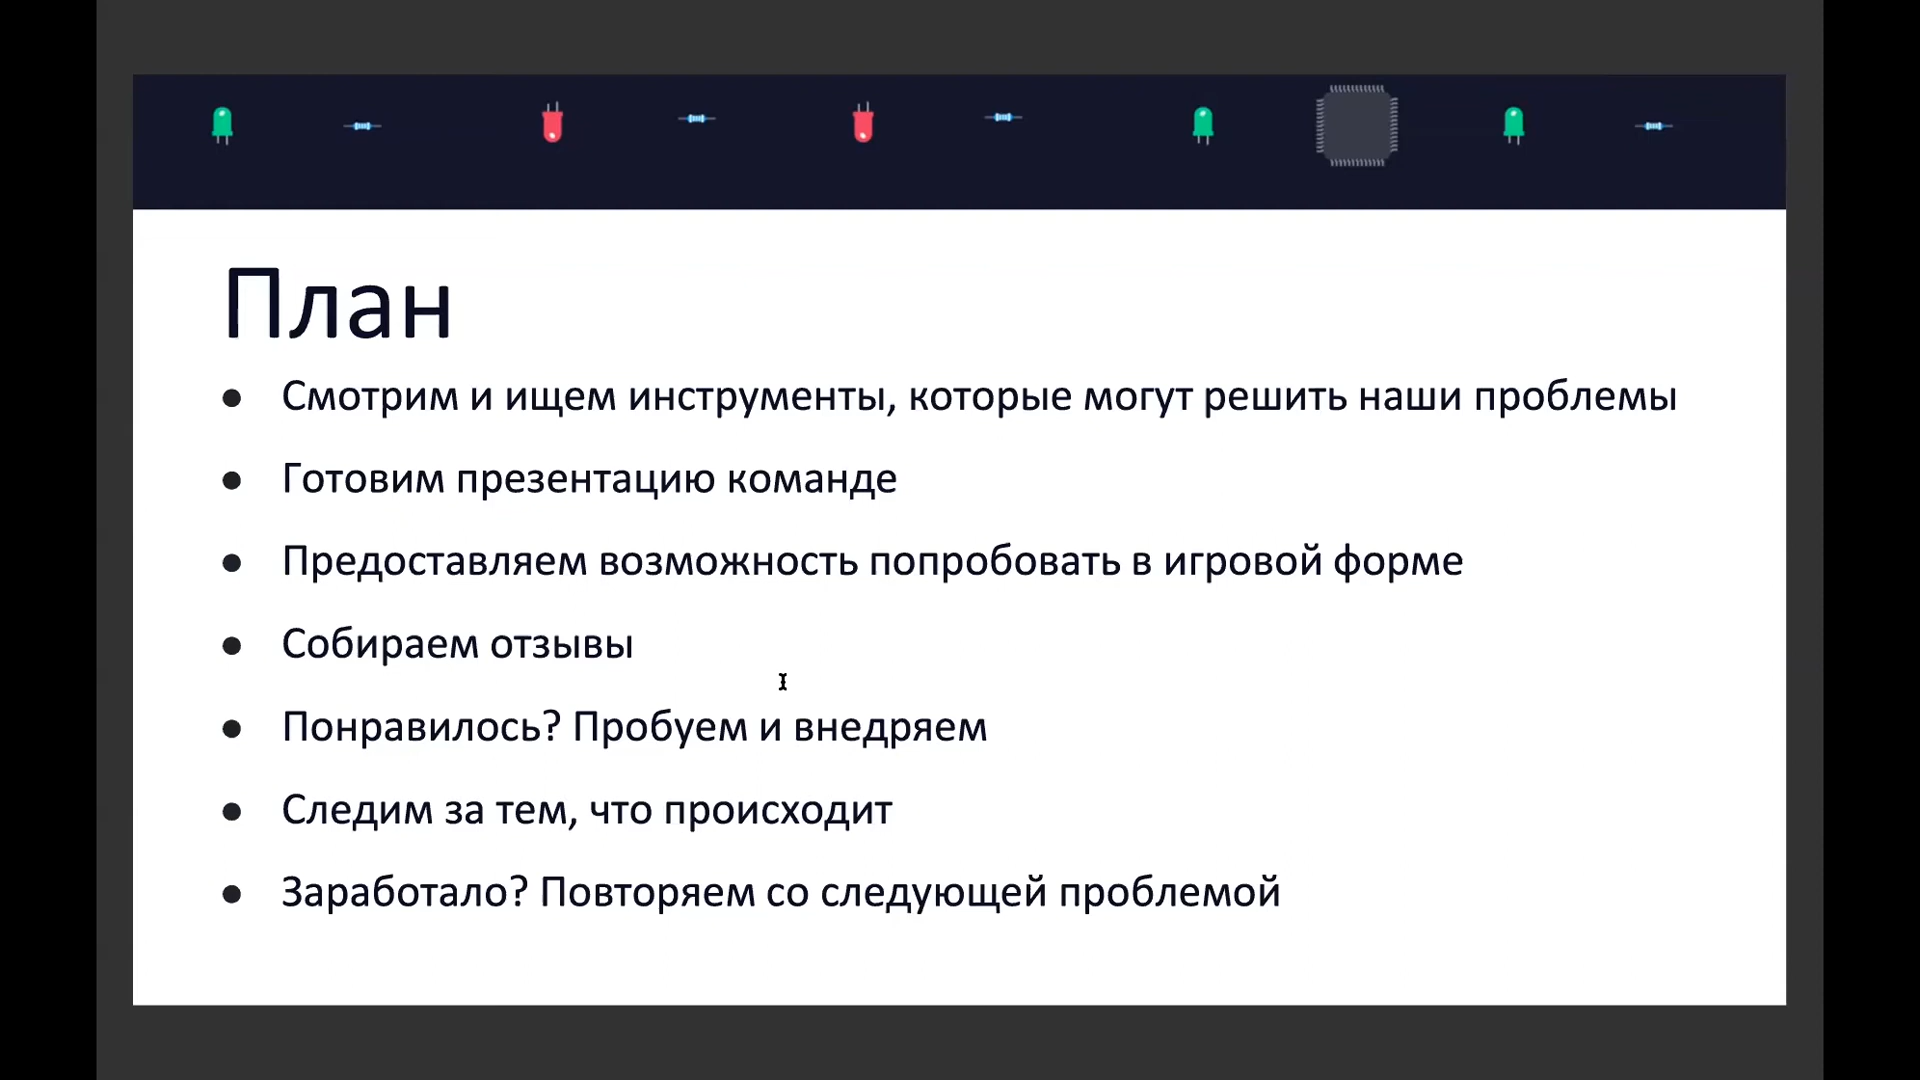 План
● Смотрим и ищем инструменты, которые могут решить наши проблемы
● Готовим презентацию команде
● Предоставляем возможность попробовать в игровой форме
● Собираем отзывы
● Понравилось? Пробуем и внедряем
● Следим за тем, что происходит
● Заработало? Повторяем со следующей проблемой